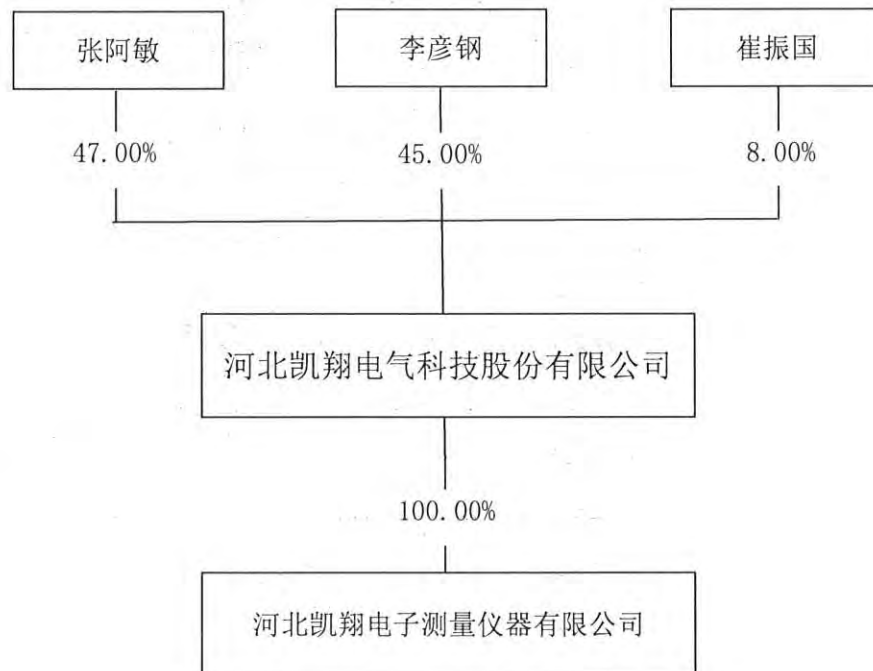 张阿敏
李彦钢
崔振国
47.00%
45.00%
8.00%
河北凯翔电气科技股份有限公司
100.00%
河北凯翔电子测量仪器有限公司